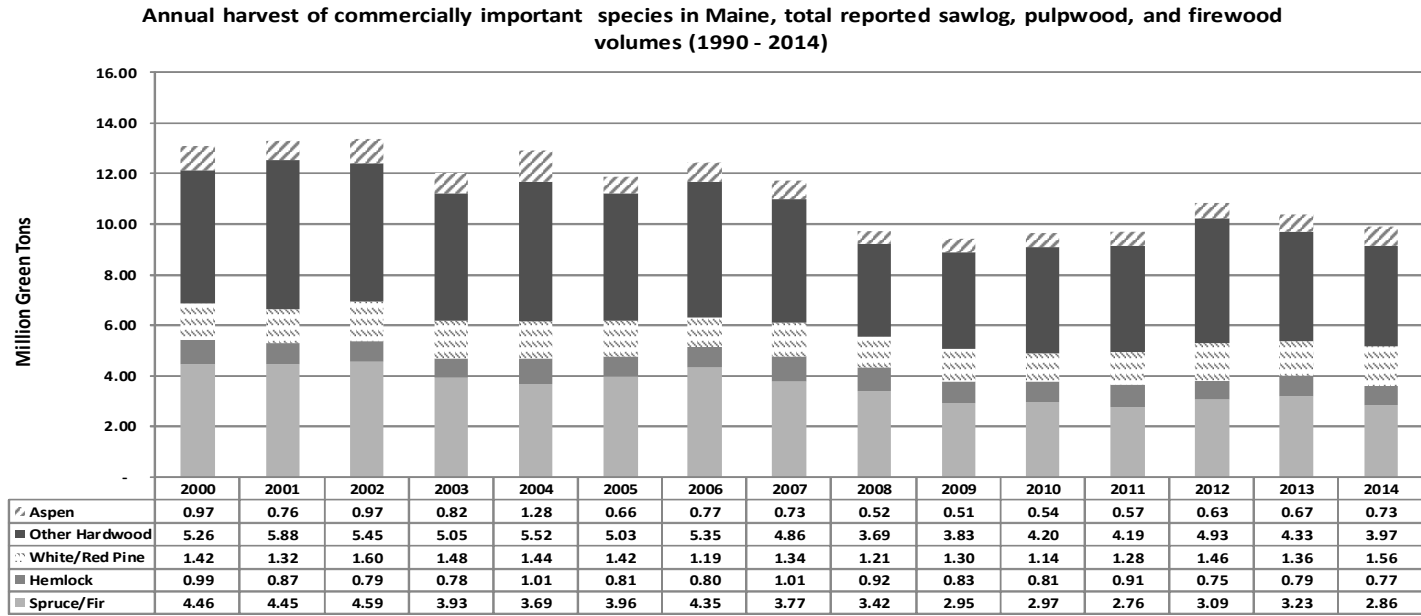 Annual harvest of commercially important species in Maine, total reported sawlog, pulpwood, and firewood
volumes (1990 - 2014)
Million Green Tons
16.00
14.00
12.00
10.00
8.00
6.00
4.00
2.00
-
2000 2001 2002 2003 2004 2005 2006 2007 2008 2009 2010 2011 2012 2013 2014
Aspen 0.97 0.76 0.97 0.82 1.28 0.66 0.77 0.73 0.52 0.51 0.54 0.57 0.63 0.67 0.73
Other Hardwood 5.26 5.88 5.45 5.05 5.52 5.03 5.35 4.86 3.69 3.83 4.20 4.19 4.93 4.33 3.97
White/Red Pine 1.42 1.32 1.60 1.48 1.44 1.42 1.19 1.34 1.21 1.30 1.14 1.28 1.46 1.36 1.56
Hemlock 0.99 0.87 0.79 0.78 1.01 0.81 0.80 1.01 0.92 0.83 0.81 0.91 0.75 0.79 0.77
Spruce/Fir 4.46 4.45 4.59 3.93 3.69 3.96 4.35 3.77 3.42 2.95 2.97 2.76 3.09 3.23 2.86